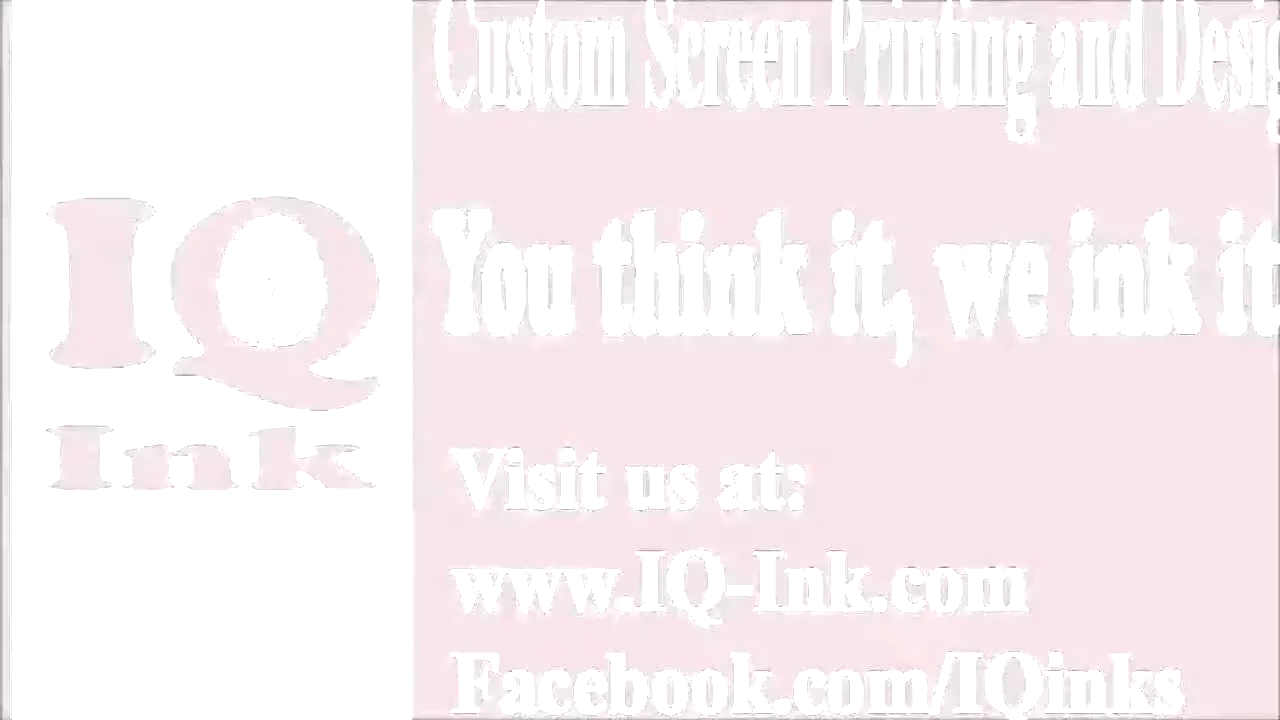 IQ
Ink
Custom Screen Printing and Desig
You think it, we ink it
Visit us at:
www.IQ-Ink.com
Facebook.com/IQinks